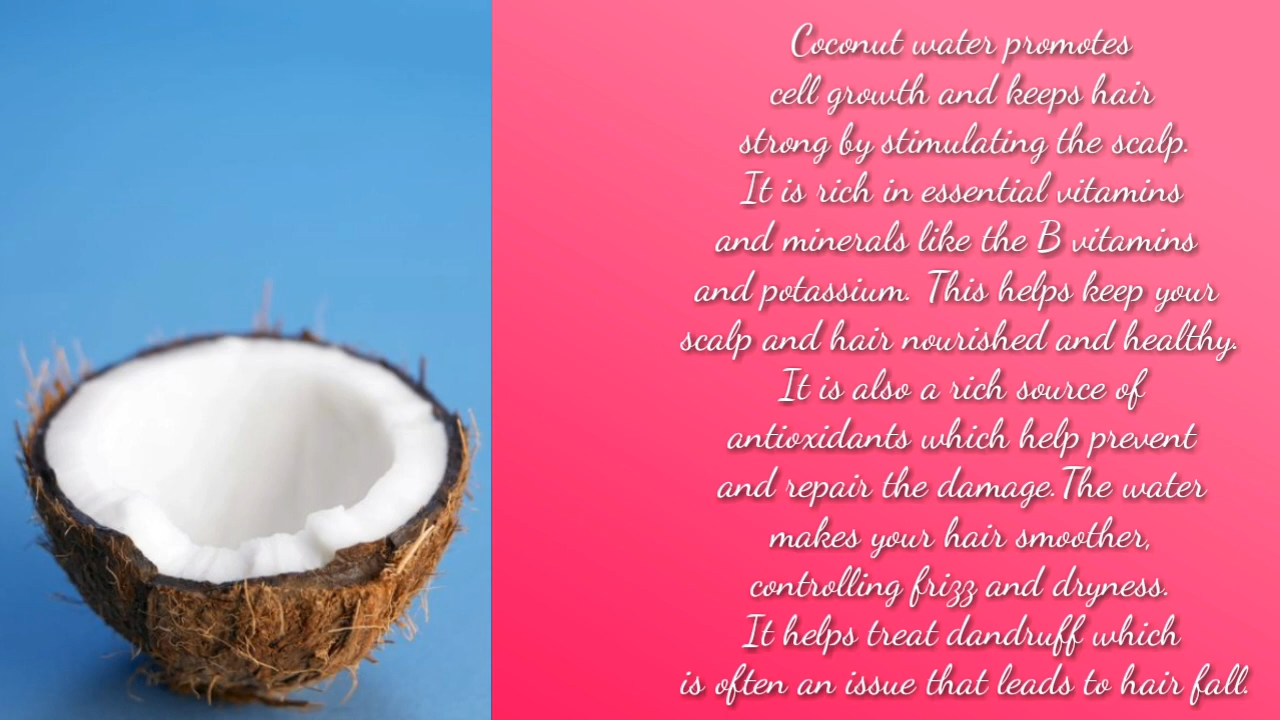 Coconut water promotes
cell growth and keeps hair
strong by stimulating the scalp.
It is rich in essential vitamins
and minerals like the B vitamins
and potassium. This helps keep your
scalp and hair nourished and healthy.
It is also a rich source of
antioxidants which help prevent
and repair the damage.The water
makes your hair smoother,
controlling frizz and dryness.
It helps treat dandruff which
is often an issue that leads to hair fall.